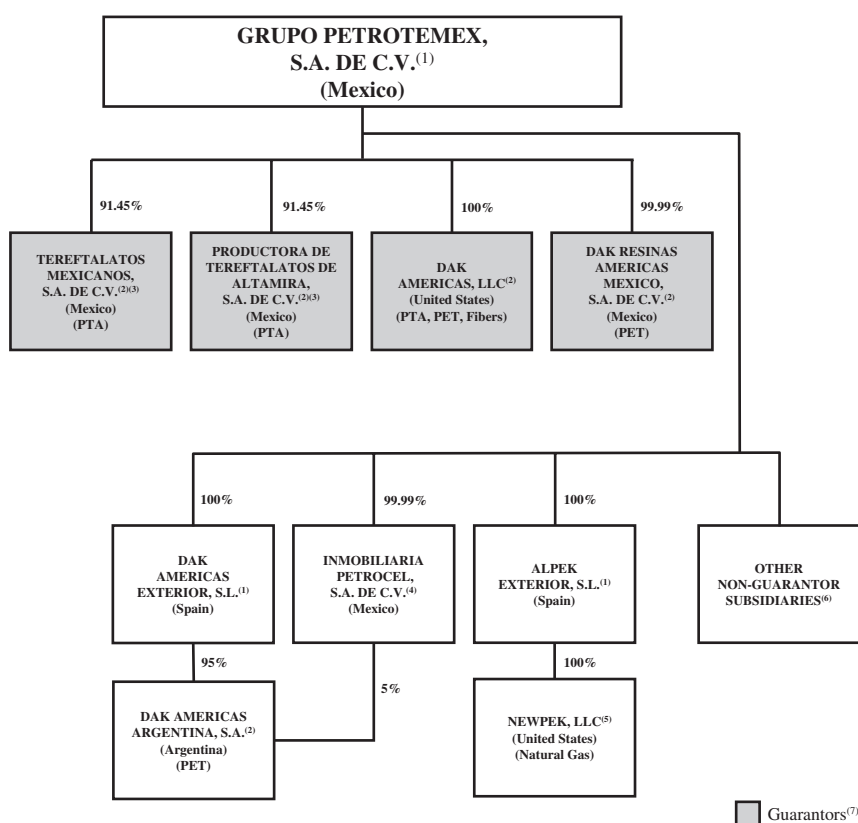 GRUPO PETROTEMEX,
S.A. DE C.V.(1)
(Mexico)
91.45%
91.45%
100%
99.99%
TEREFTALATOS
MEXICANOS,
S.A. DE C.V.(2)(3)
(Mexico)
(PTA)
PRODUCTORA DE
TEREFTALATOS DE
ALTAMIRA,
S.A. DE C.V.(2)(3)
(Mexico)
(PTA)
DAK
AMERICAS, LLC(2)
(United States)
(PTA, PET, Fibers)
DAK RESINAS
AMERICAS
MEXICO,
S.A. DE C.V.(2)
(Mexico)
(PET)
100%
99.99%
100%
DAK
AMERICAS
EXTERIOR, S.L.(1)
(Spain)
INMOBILIARIA
PETROCEL,
S.A. DE C.V.(4)
(Mexico)
ALPEK
EXTERIOR, S.L.(1)
(Spain)
OTHER
NON-GUARANTOR
SUBSIDIARIES(6)
95%
5%
100%
DAK AMERICAS
ARGENTINA, S.A.(2)
(Argentina)
(PET)
NEWPEK, LLC(5)
(United States)
(Natural Gas)
Guarantors(7)